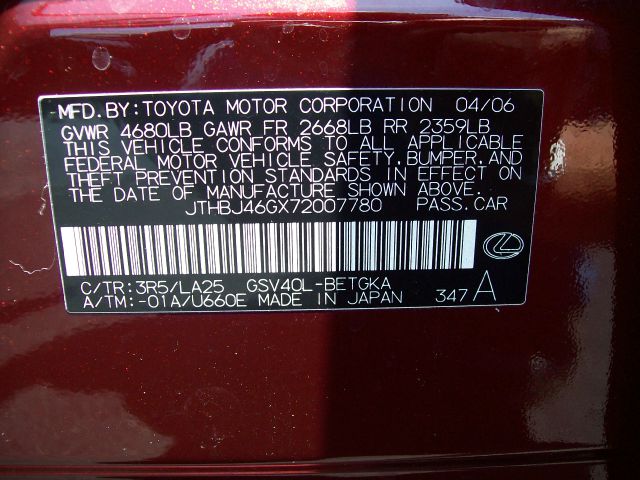 MFD. BY: TOYOTA MOTOR CORPORATION 04/06
GVWR 4680LB GAWR FR 2668LB RR 2359LB
THIS VEHICLE CONFORMS TO ALL APPLICABLE
FEDERAL MOTOR VEHICLE SAFETY, BUMPER, AND
THEFT PREVENTION STANDARDS IN EFFECT ON
THE DATE OF MANUFACTURE SHOWN ABOVE.
JTHBJ46GX72007780 PASS. CAR
C/TR: 3R5/LA25 GSV40L-BETGKA
A/TM: -01A/U660E MADE IN JAPAN 347 A